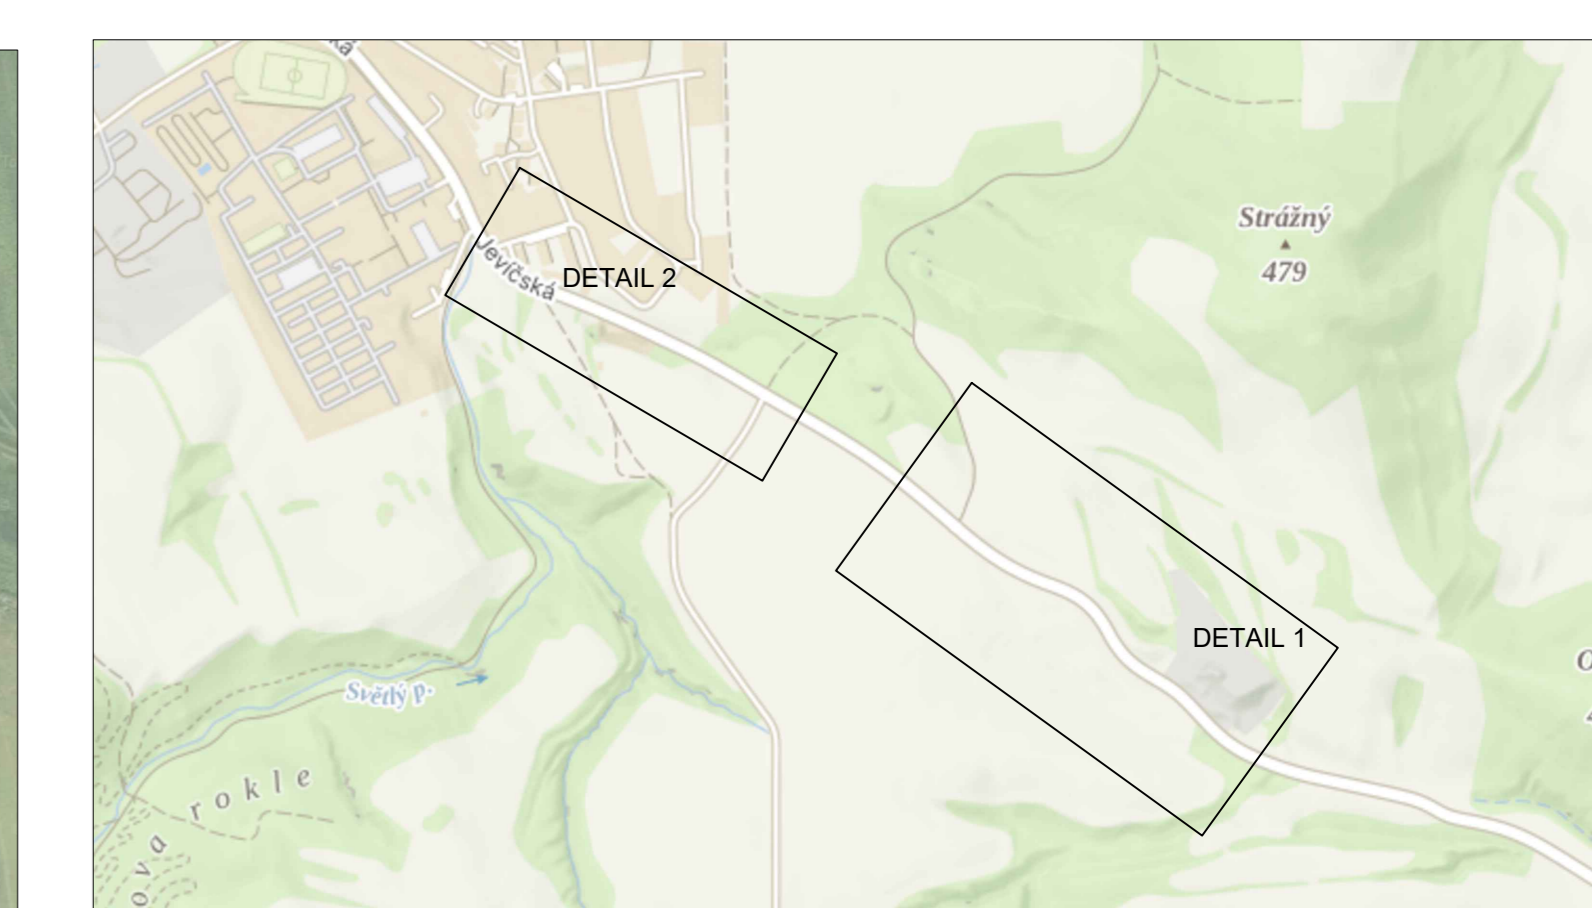 Strážný
479
Jevíčská
DETAIL 2
DETAIL 1
Světlý p.
rokle